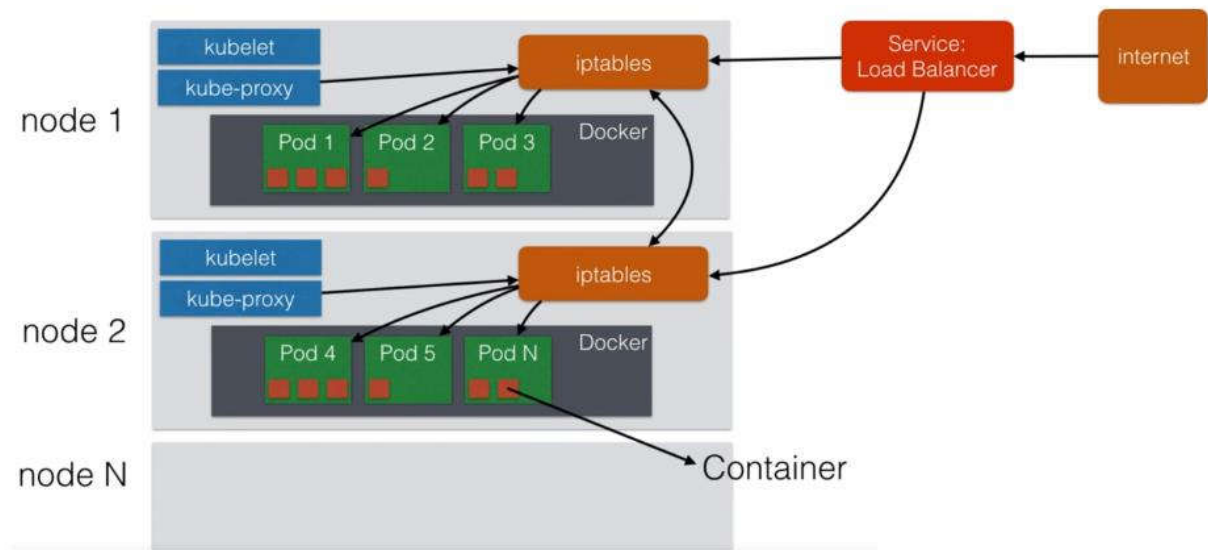 node 1
kubelet
kube-proxy
iptables
Service:
Load Balancer
internet
Docker
Pod 1
Pod 2
Pod 3
node 2
kubelet
kube-proxy
iptables
Docker
Pod 4
Pod 5
Pod N
node N
Container